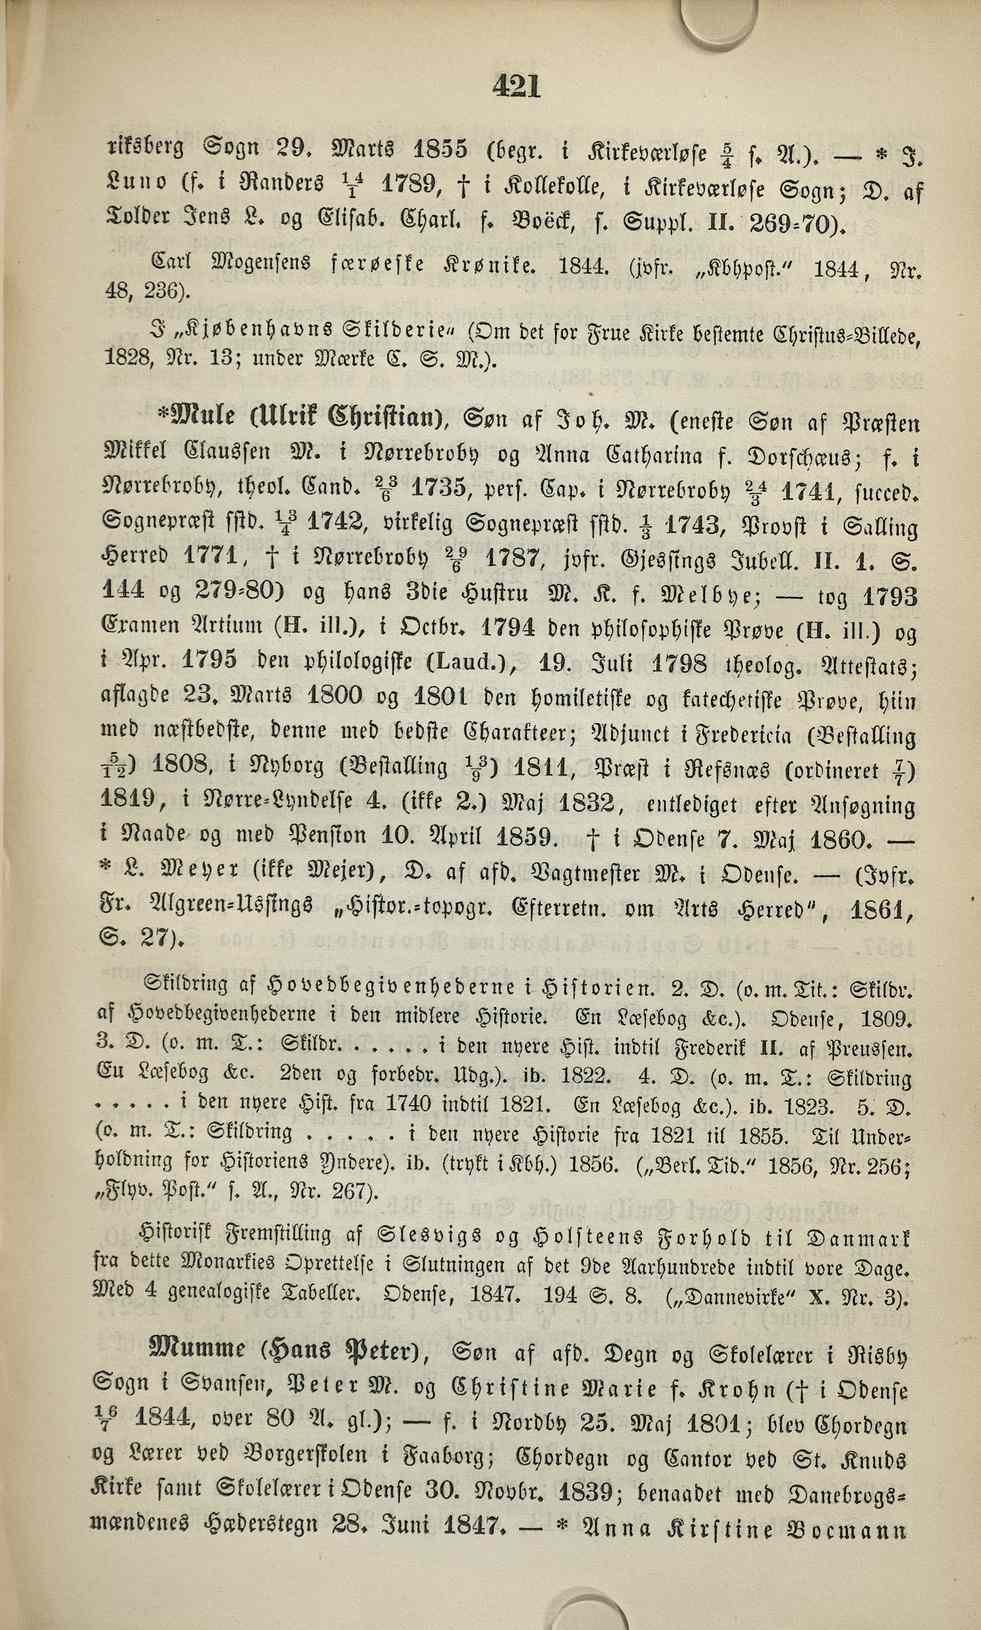 421
riksberg Sogn 29. Marts 1855 (begr. i Kirkeværløse 5/4 s. A.). — * J.
Luno (f. i Randers 14/1 1789, † i Kollekolle, i Kirkeværløse Sogn; D. af
Tolder Jens L. og Elisab. Charl. f. Boëck, s. Suppl. II. 269-70).
Carl Mogensens færøeske Krønike. 1844. (jvfr. „Kbhpost.“ 1844, Nr.
48, 236).
I „Kjøbenhavns Skilderie“ (Om det for Frue Kirke bestemte Christus-Billede,
1828, Nr. 13; under Mærke C. S. M.).
*Mule (Ulrik Christian), Søn af Joh. M. (eneste Søn af Præsten
Mikkel Claussen M. i Nørrebroby og Anna Catharina f. Dorschæus; f. i
Nørrebroby, theol. Cand. 23/3 1735, pers. Cap. i Nørrebroby 24/3 1741, succed.
Sognepræst sstd. 13/4 1742, virkelig Sognepræst sstd. 1/3 1743, Provst i Salling
Herred 1771, † i Nørrebroby 29/6 1787, jvfr. Gjessings Jubell. II. 1. S.
144 og 279-80) og hans 3die Hustru M. K. f. Melbye; — tog 1793
Examen Artium (H. ill.), i Octbr. 1794 den philosophiske Prøve (H. ill.) og
i Apr. 1795 den philologiske (Laud.), 19. Juli 1798 theolog. Attestats;
aflagde 23. Marts 1800 og 1801 den homiletiske og katechetiske Prøve, hiin
med næstbedste, denne med bedste Charakteer; Adjunct i Fredericia (Bestalling
5/12) 1808, i Nyborg (Bestalling 13/9) 1811, Præst i Refsnæs (ordineret 7/7)
1819, i Nørre-Lyndelse 4. (ikke 2.) Maj 1832, entlediget efter Ansøgning
i Naade og med Pension 10. April 1859. † i Odense 7. Maj 1860. —
* L. Meyer (ikke Mejer), D. af afd. Vagtmester M. i Odense. — (Jvfr.
Fr. Algreen-Ussings „Histor.-topogr. Efterretn. om Arts Herred“, 1861,
S. 27).
Skildring af Hovedbegivenhederne i Historien. 2. D. (o. m. Tit.: Skildr.
af Hovedbegivenhederne i den midlere Historie. En Læsebog &c.). Odense, 1809.
3. D. (o. m. T.: Skildr. . . . . . i den nyere Hist. indtil Frederik II. af Preussen.
En Læsebog &c. 2den og forbedr. Udg.). ib. 1822. 4. D. (o. m. T.: Skildring
. . . . . i den nyere Hist. fra 1740 indtil 1821. En Læsebog &c.). ib. 1823. 5. D.
(o. m. T.: Skildring . . . . . i den nyere Historie fra 1821 til 1855. Til Under-
holdning for Historiens Yndere). ib. (trykt i Kbh.) 1856. („Berl. Tid.“ 1856, Nr. 256;
„Flyv. Post.“ s. A., Nr. 267).
Historisk Fremstilling af Slesvigs og Holsteens Forhold til Danmark
fra dette Monarkies Oprettelse i Slutningen af det 9de Aarhundrede indtil vore Dage.
Med 4 genealogiske Tabeller. Odense, 1847. 194 S. 8. („Dannevirke“ X. Nr. 3).
Mumme (Hans Peter), Søn af afd. Degn og Skolelærer i Risby
Sogn i Svansen, Peter M. og Christine Marie f. Krohn († i Odense
16/7 1844, over 80 A. gl.); — f. i Nordby 25. Maj 1801; blev Chordegn
og Lærer ved Borgerskolen i Faaborg; Chordegn og Cantor ved St. Knuds
Kirke samt Skolelærer i Odense 30. Novbr. 1839; benaadet med Danebrogs-
mændenes Hæderstegn 28. Juni 1847. — * Anna Kirstine Bocmann